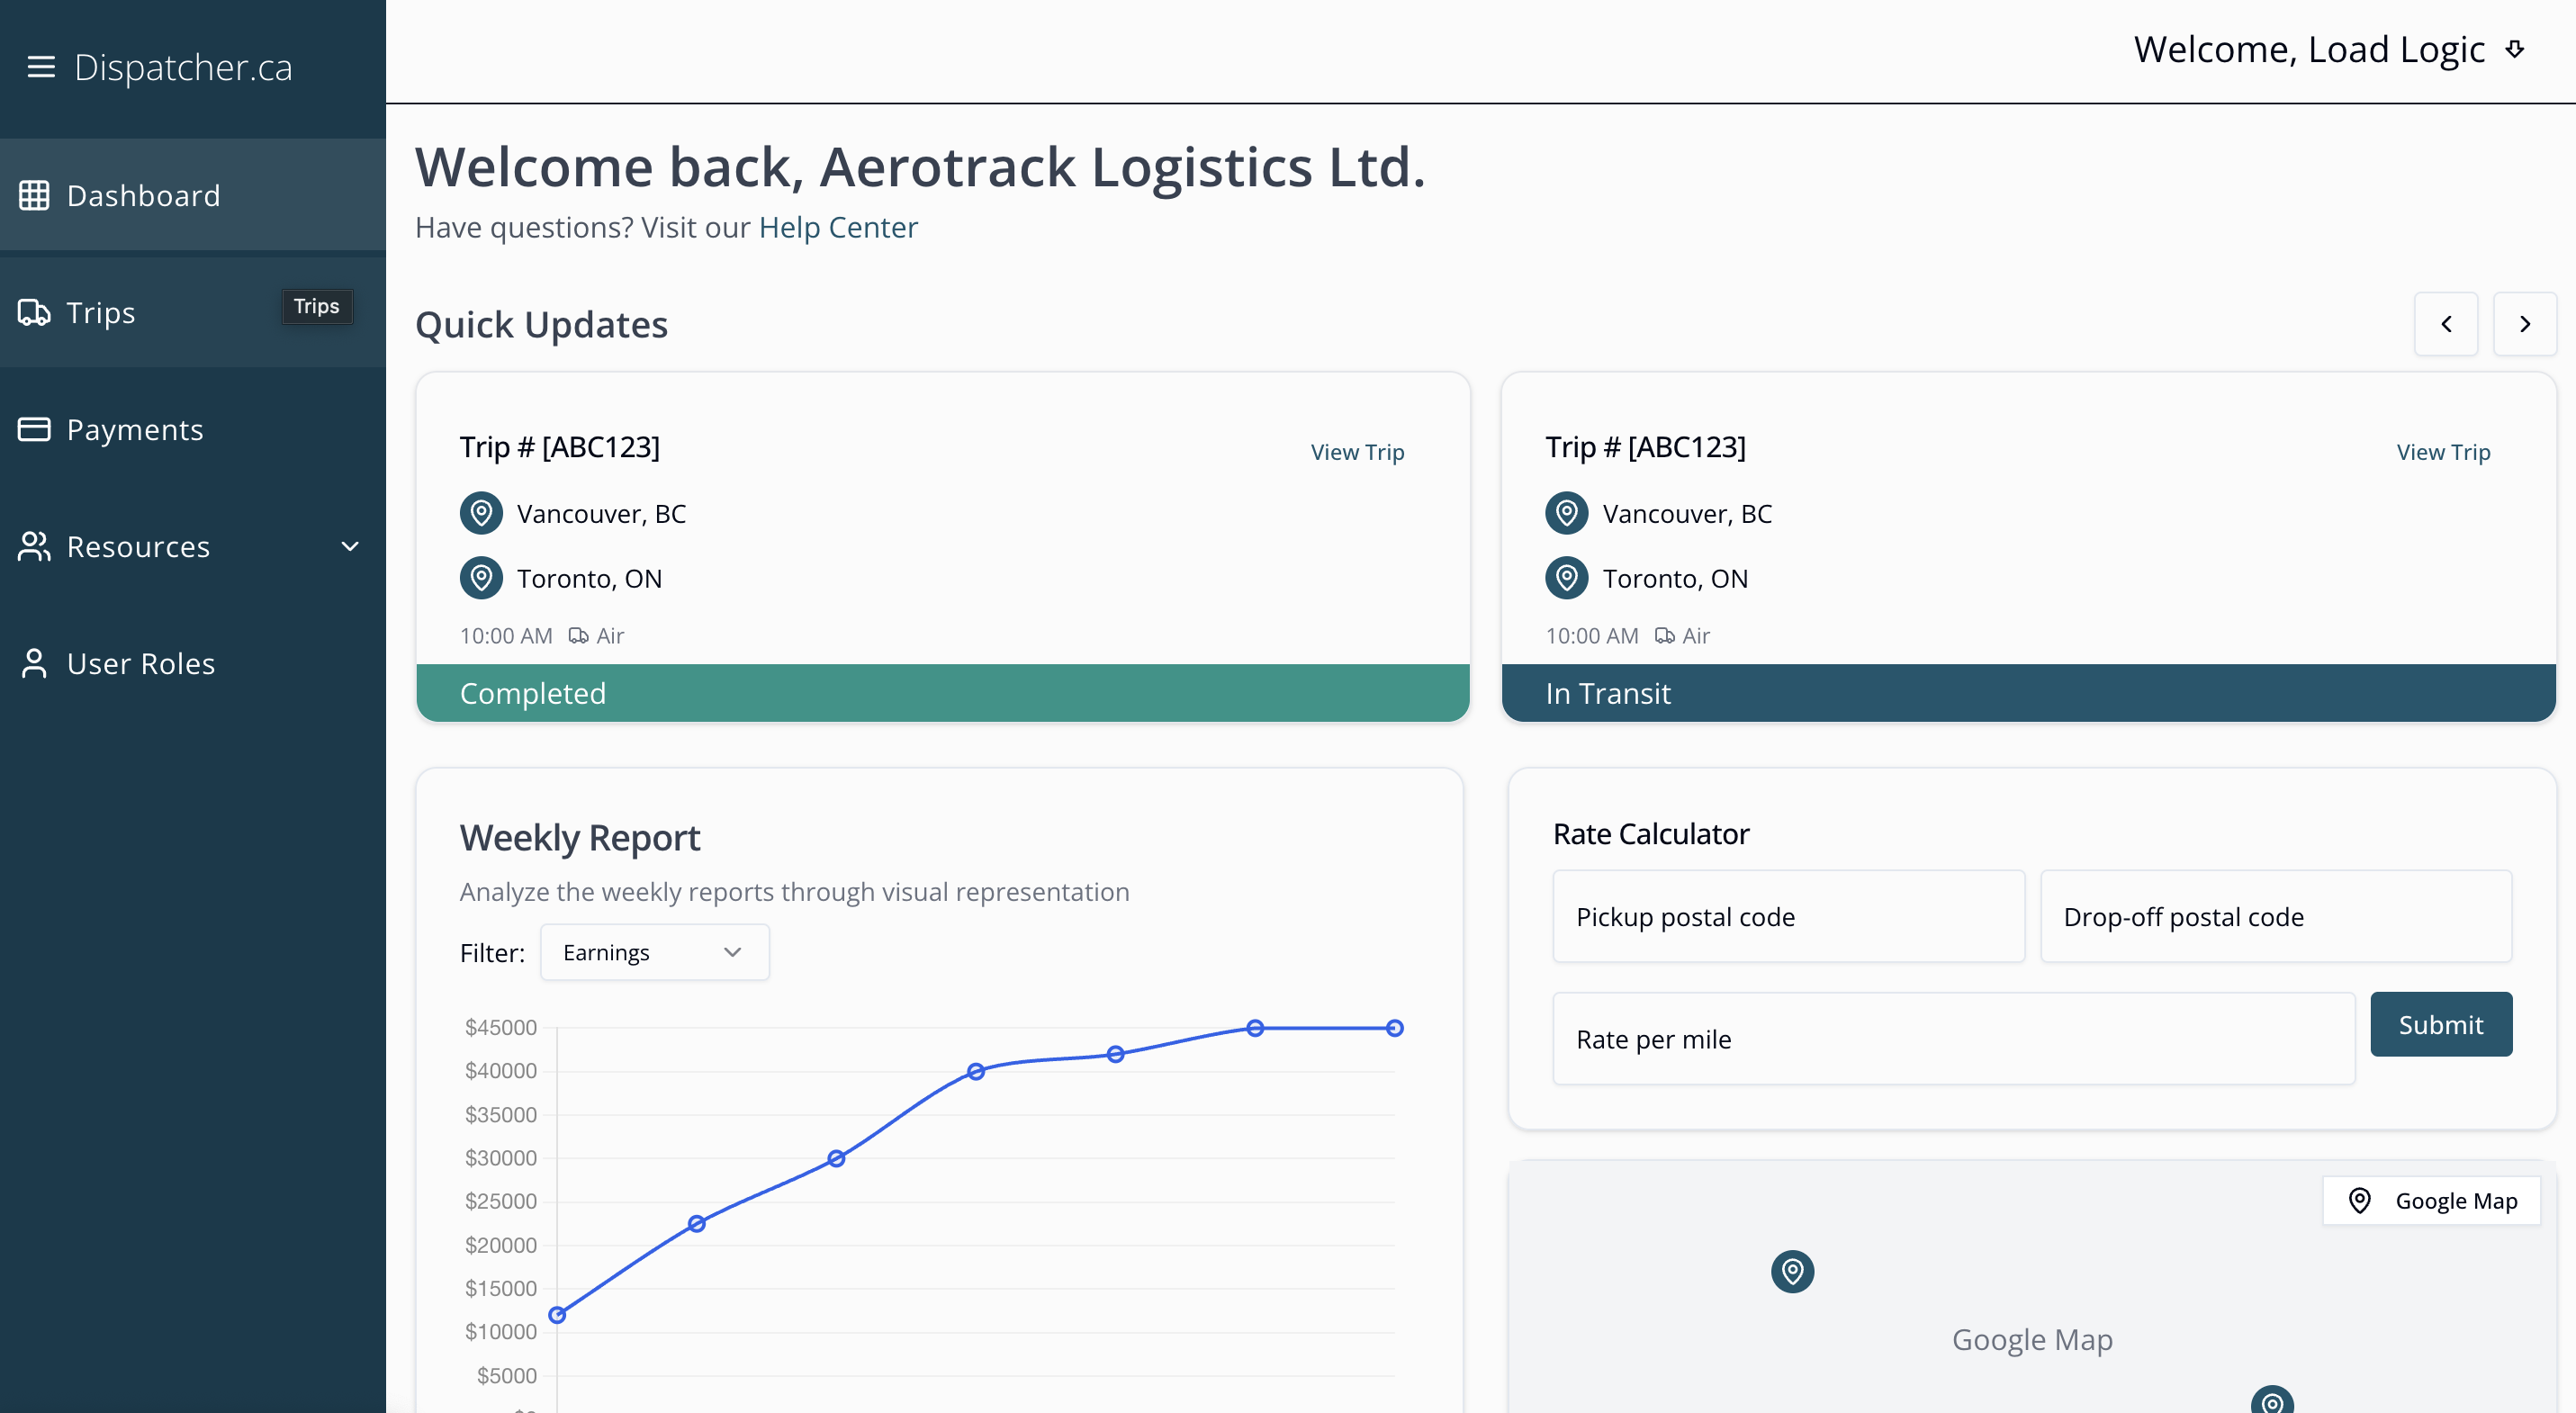 Dispatcher.ca
Welcome, Load Logic
Dashboard
Trips
Trips
Payments
Resources
User Roles
Welcome back, Aerotrack Logistics Ltd.
Have questions? Visit our Help Center
Quick Updates
Trip # [ABC123]
View Trip
Vancouver, BC
Toronto, ON
10:00 AM Air
Completed
Trip # [ABC123]
View Trip
Vancouver, BC
Toronto, ON
10:00 AM Air
In Transit
Weekly Report
Analyze the weekly reports through visual representation
Filter: Earnings
$45000
$40000
$35000
$30000
$25000
$20000
$15000
$10000
$5000
Rate Calculator
Pickup postal code
Drop-off postal code
Rate per mile
Submit
Google Map
Google Map